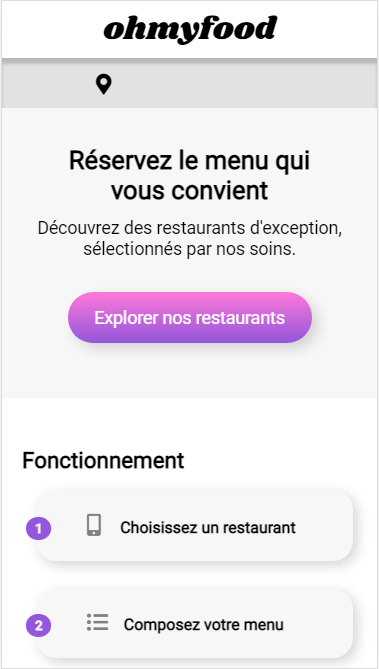 ohmyfood
Réservez le menu qui
vous convient
Découvrez des restaurants d'exception,
sélectionnés par nos soins.
Explorer nos restaurants
Fonctionnement
1 Choisissez un restaurant
2 Composez votre menu